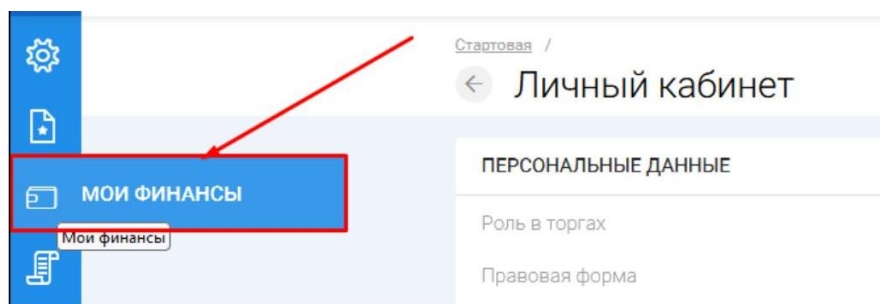 Стартовая /
Личный кабинет
МОИ ФИНАНСЫ
Мои финансы
ПЕРСОНАЛЬНЫЕ ДАННЫЕ
Роль в торгах
Правовая форма